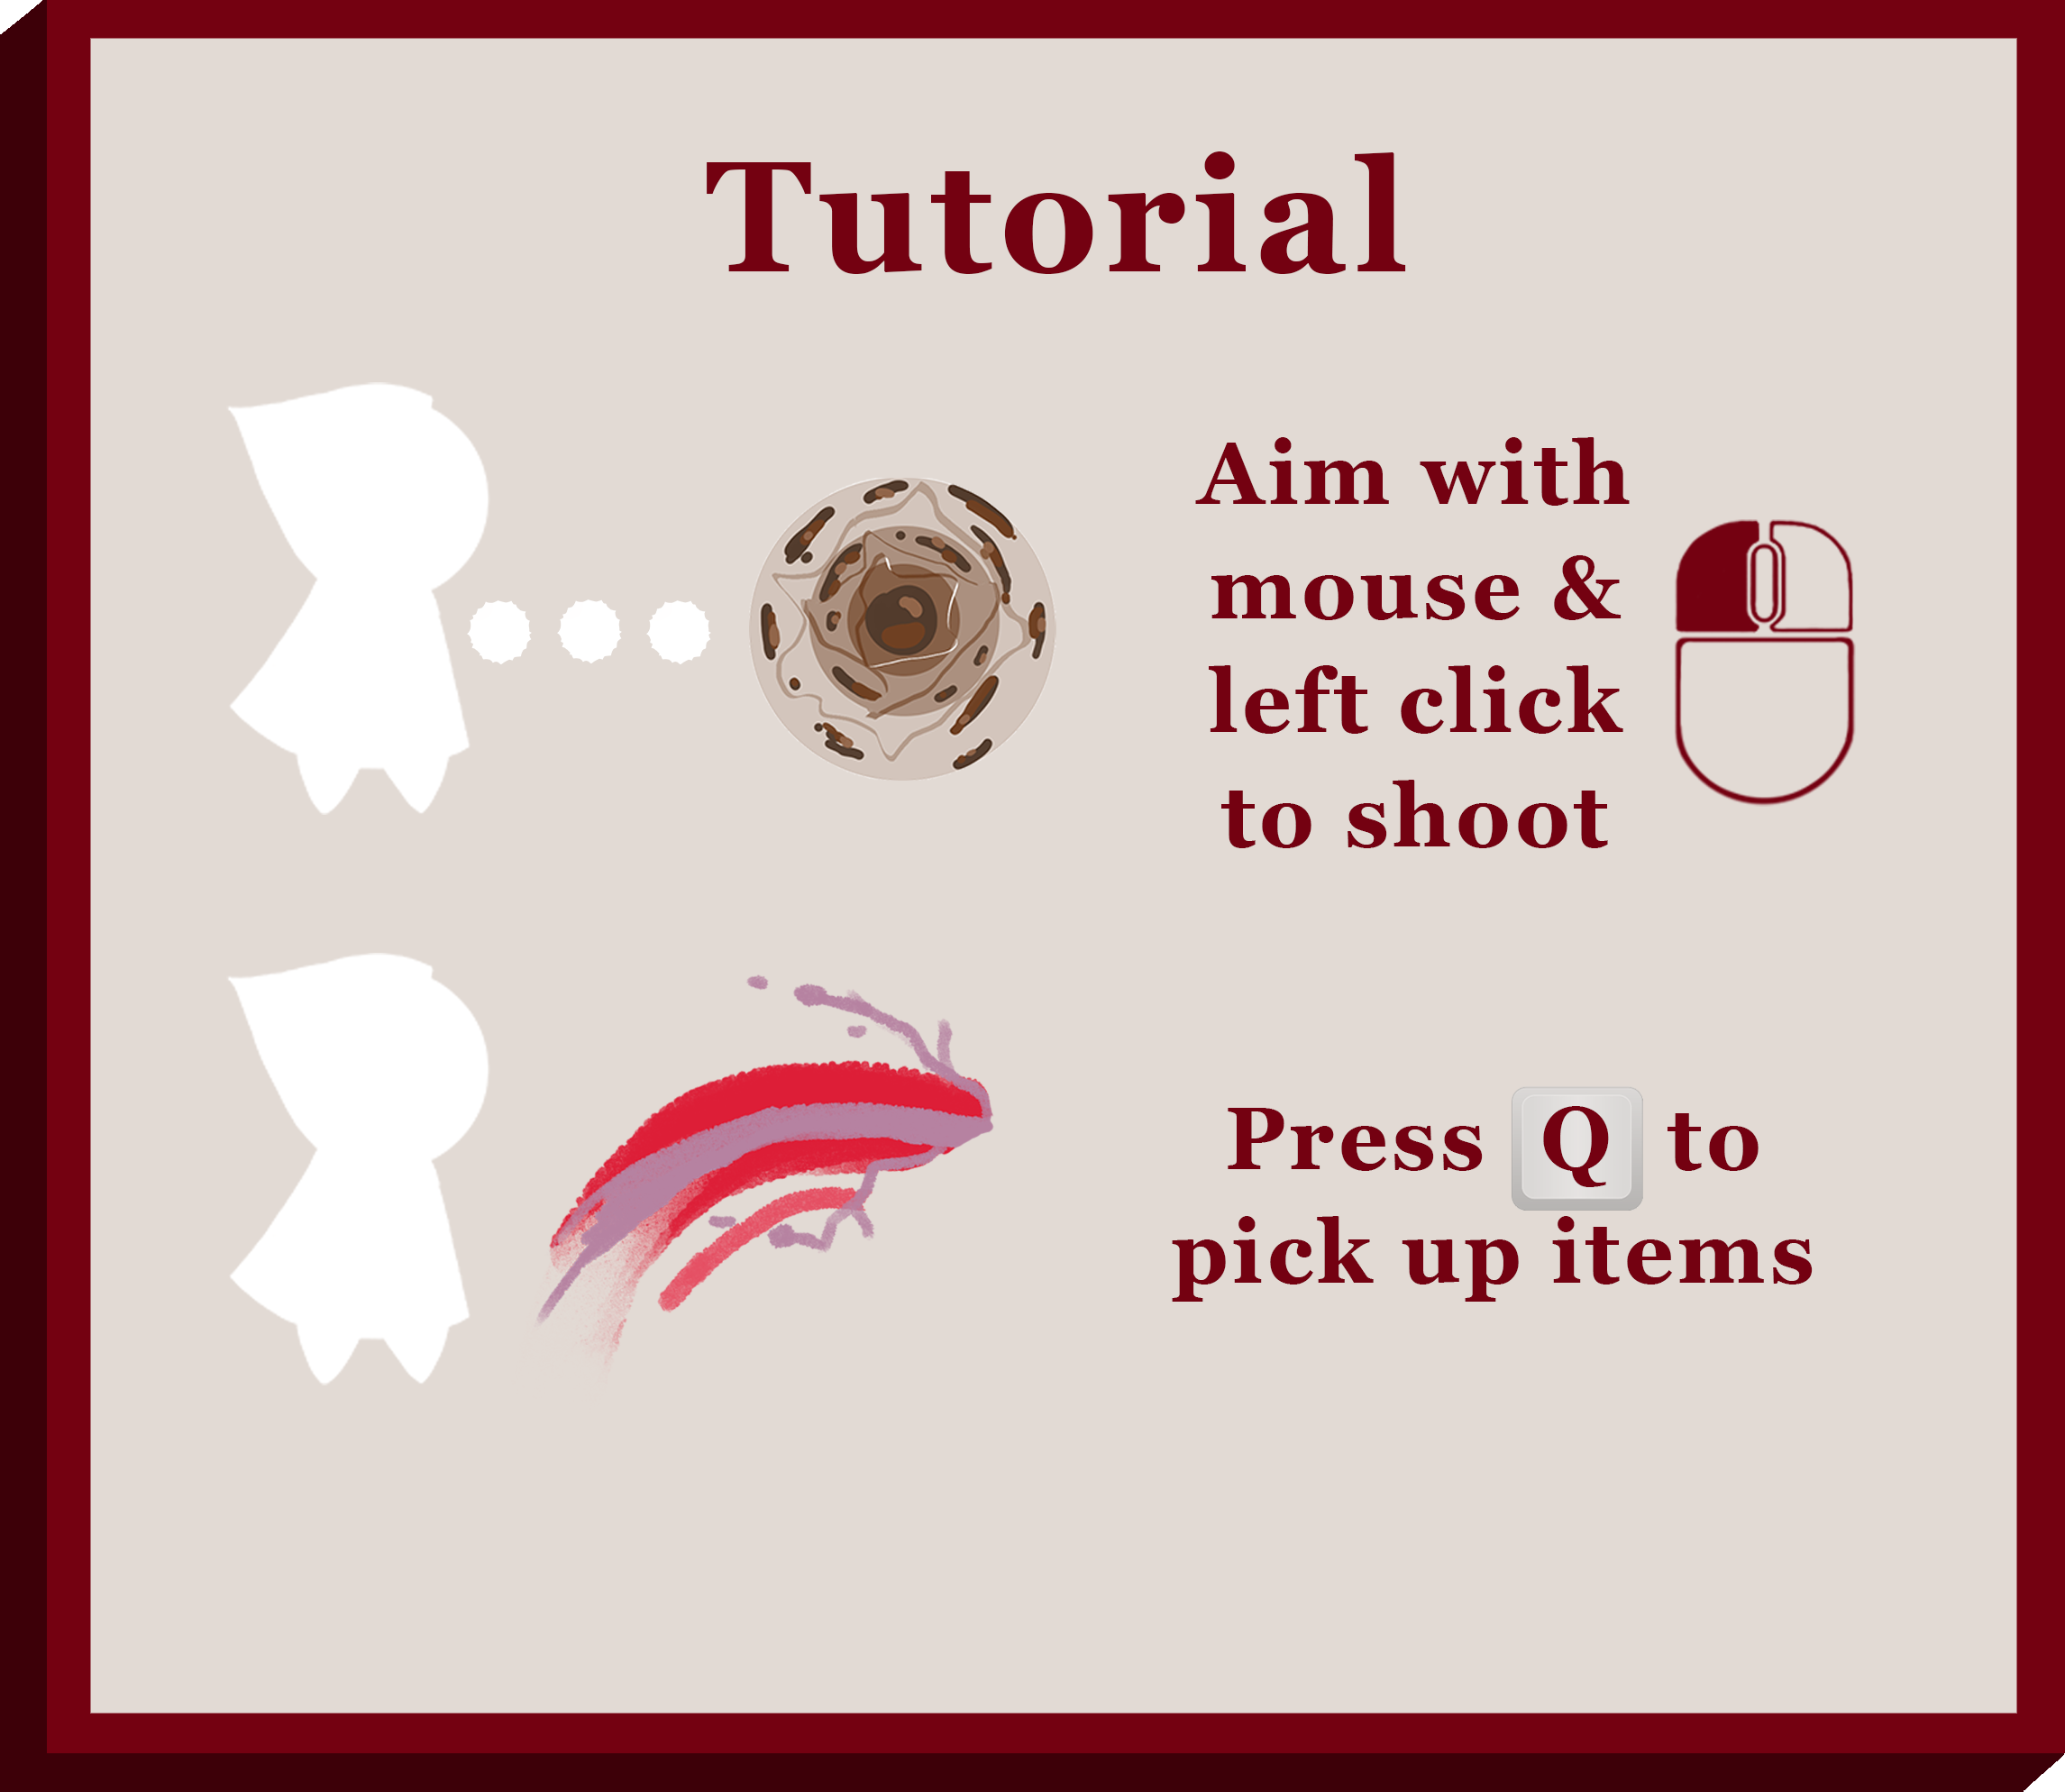 Tutorial
Aim with
mouse &
left click
to shoot
Press Q to
pick up items